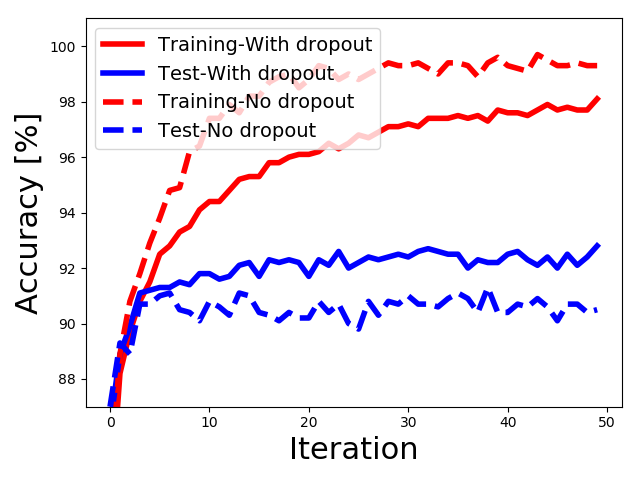 Training-With dropout
Test-With dropout
Training-No dropout
Test-No dropout
Accuracy [%]
100
98
96
94
92
90
88
0 10 20 30 40 50
Iteration